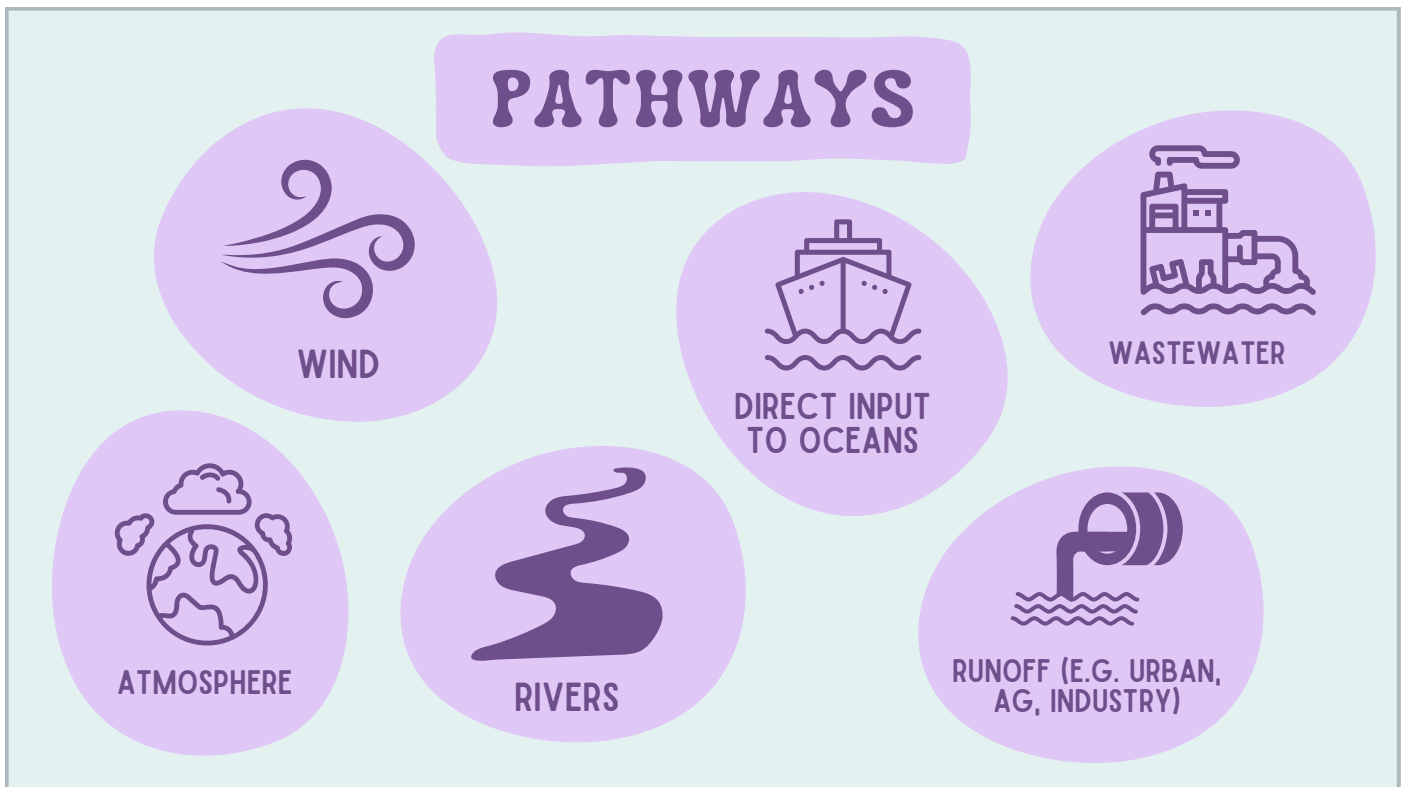 PATHWAYS
WIND
DIRECT INPUT
TO OCEANS
WASTEWATER
ATMOSPHERE
RIVERS
RUNOFF (E.G. URBAN,
AG, INDUSTRY)